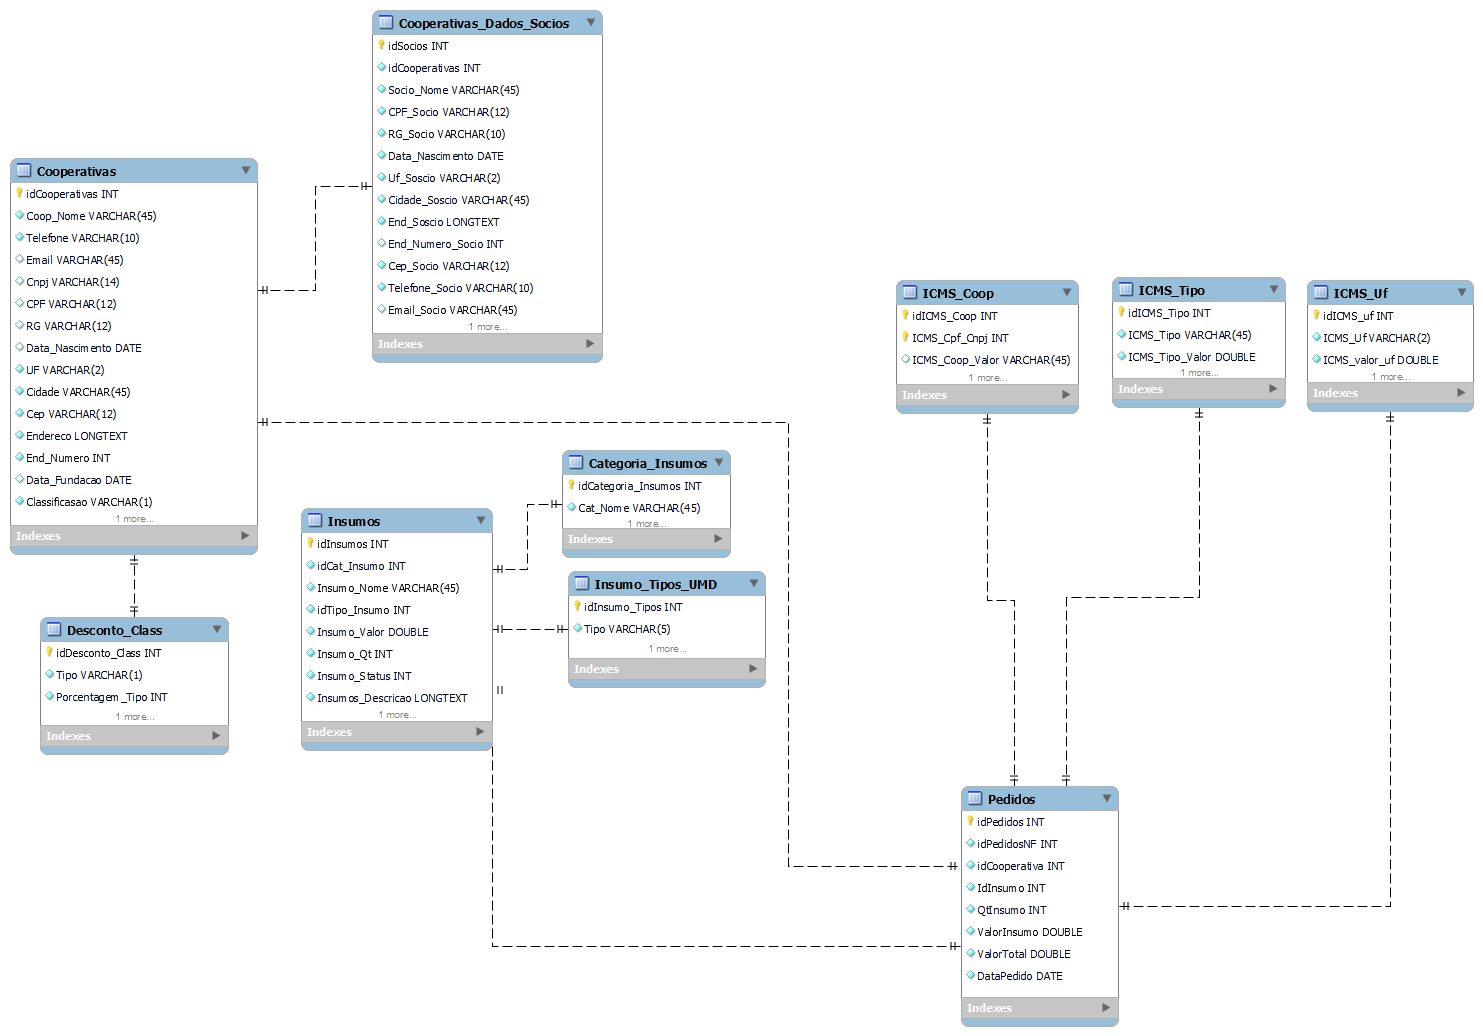 Cooperativas_Dados_Socios
idSocios INT
idCooperativas INT
Socio_Nome VARCHAR(45)
CPF_Socio VARCHAR(12)
RG_Socio VARCHAR(10)
Data_Nascimento DATE
Uf_Soscio VARCHAR(2)
Cidade_Soscio VARCHAR(45)
End_Soscio LONGTEXT
End_Numero_Socio INT
Cep_Socio VARCHAR(12)
Telefone_Socio VARCHAR(10)
Email_Socio VARCHAR(45)
1 more...
Indexes
Cooperativas
idCooperativas INT
Coop_Nome VARCHAR(45)
Telefone VARCHAR(10)
Email VARCHAR(45)
Cnpj VARCHAR(14)
CPF VARCHAR(12)
RG VARCHAR(12)
Data_Nascimento DATE
UF VARCHAR(2)
Cidade VARCHAR(45)
Cep VARCHAR(12)
Endereco LONGTEXT
End_Numero INT
Data_Fundacao DATE
Classificasao VARCHAR(1)
1 more...
Indexes
ICMS_Coop
idICMS_Coop INT
ICMS_Cpf_Cnpj INT
ICMS_Coop_Valor VARCHAR(45)
1 more...
Indexes
ICMS_Tipo
idICMS_Tipo INT
ICMS_Tipo VARCHAR(45)
ICMS_Tipo_Valor DOUBLE
1 more...
Indexes
ICMS_Uf
idICMS_uf INT
ICMS_Uf VARCHAR(2)
ICMS_valor_uf DOUBLE
1 more...
Indexes
Categoria_Insumos
idCategoria_Insumos INT
Cat_Nome VARCHAR(45)
1 more...
Indexes
Insumos
idInsumos INT
idCat_Insumo INT
Insumo_Nome VARCHAR(45)
idTipo_Insumo INT
Insumo_Valor DOUBLE
Insumo_Qt INT
Insumo_Status INT
Insumos_Descricao LONGTEXT
1 more...
Indexes
Insumo_Tipos_UMD
idInsumo_Tipos INT
Tipo VARCHAR(5)
1 more...
Indexes
Desconto_Class
idDesconto_Class INT
Tipo VARCHAR(1)
Porcentagem_Tipo INT
1 more...
Indexes
Pedidos
idPedidos INT
idPedidosNF INT
idCooperativa INT
IdInsumo INT
QtInsumo INT
ValorInsumo DOUBLE
ValorTotal DOUBLE
DataPedido DATE
Indexes